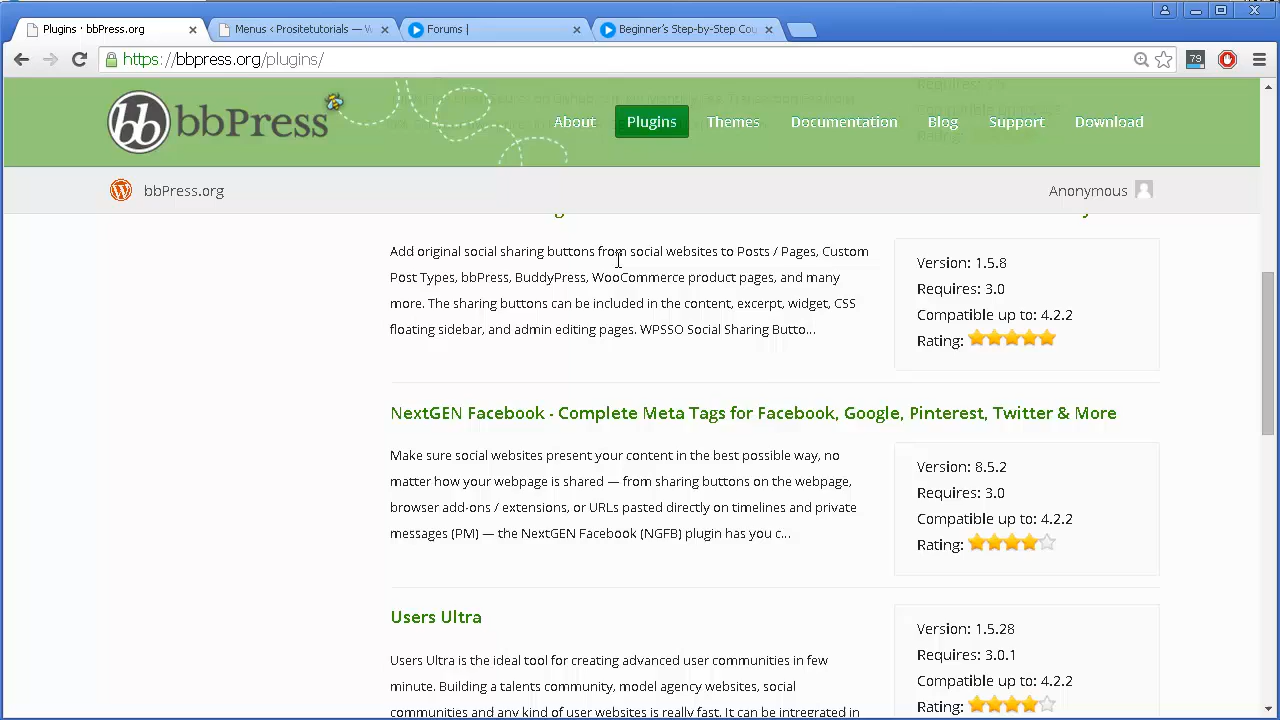 Plugins · bbPress.org
Menus ‹ Prositetutorials — W
Forums |
Beginner's Step-by-Step Cou
https://bbpress.org/plugins/
79
bb bbPress
About
Plugins
Themes
Documentation
Blog
Support
Download
bbPress.org
Anonymous
Add original social sharing buttons from social websites to Posts / Pages, Custom
Post Types, bbPress, BuddyPress, WooCommerce product pages, and many
more. The sharing buttons can be included in the content, excerpt, widget, CSS
floating sidebar, and admin editing pages. WPSSO Social Sharing Butto...
Version: 1.5.8
Requires: 3.0
Compatible up to: 4.2.2
Rating:
NextGEN Facebook - Complete Meta Tags for Facebook, Google, Pinterest, Twitter & More
Make sure social websites present your content in the best possible way, no
matter how your webpage is shared — from sharing buttons on the webpage,
browser add-ons / extensions, or URLs pasted directly on timelines and private
messages (PM) — the NextGEN Facebook (NGFB) plugin has you c...
Version: 8.5.2
Requires: 3.0
Compatible up to: 4.2.2
Rating:
Users Ultra
Users Ultra is the ideal tool for creating advanced user communities in few
minute. Building a talents community, model agency websites, social
communities and any kind of user websites is really fast. It can be integrated in
Version: 1.5.28
Requires: 3.0.1
Compatible up to: 4.2.2
Rating: